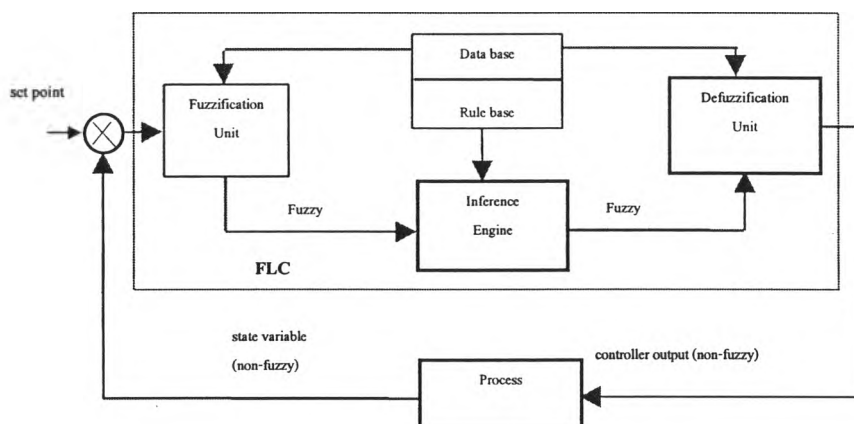 Data base
set point
Fuzzification
Unit
Rule base
Defuzzification
Unit
Fuzzy
Inference
Engine
Fuzzy
FLC
state variable
(non-fuzzy)
controller output (non-fuzzy)
Process